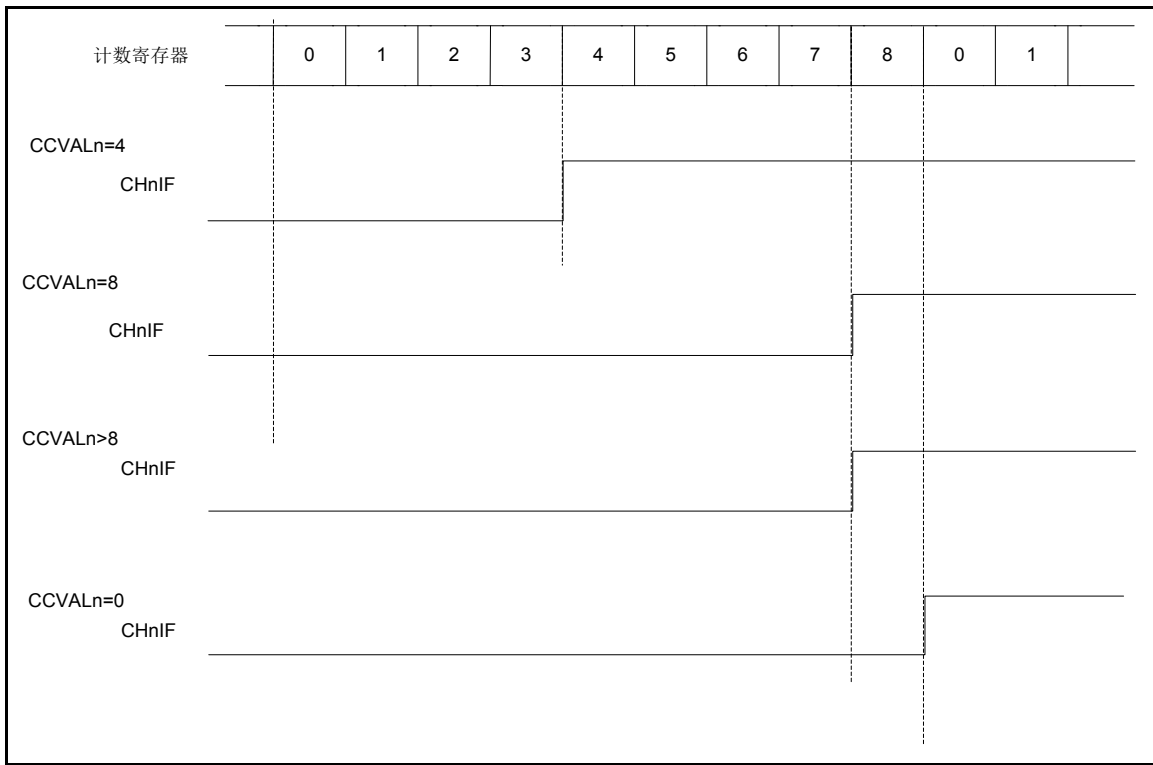 计数寄存器 0 1 2 3 4 5 6 7 8 0 1
CCVALn=4
CHnIF
CCVALn=8
CHnIF
CCVALn>8
CHnIF
CCVALn=0
CHnIF